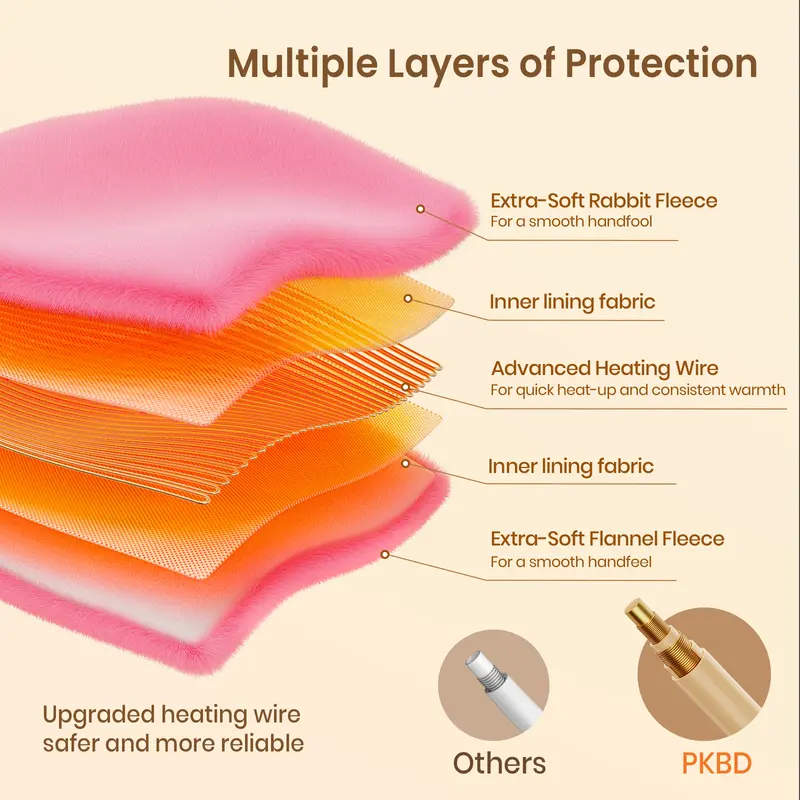 Multiple Layers of Protection
Extra-Soft Rabbit Fleece
For a smooth handfool
Inner lining fabric
Advanced Heating Wire
For quick heat-up and consistent warmth
Inner lining fabric
Extra-Soft Flannel Fleece
For a smooth handfeel
Upgraded heating wire
safer and more reliable
Others
PKBD